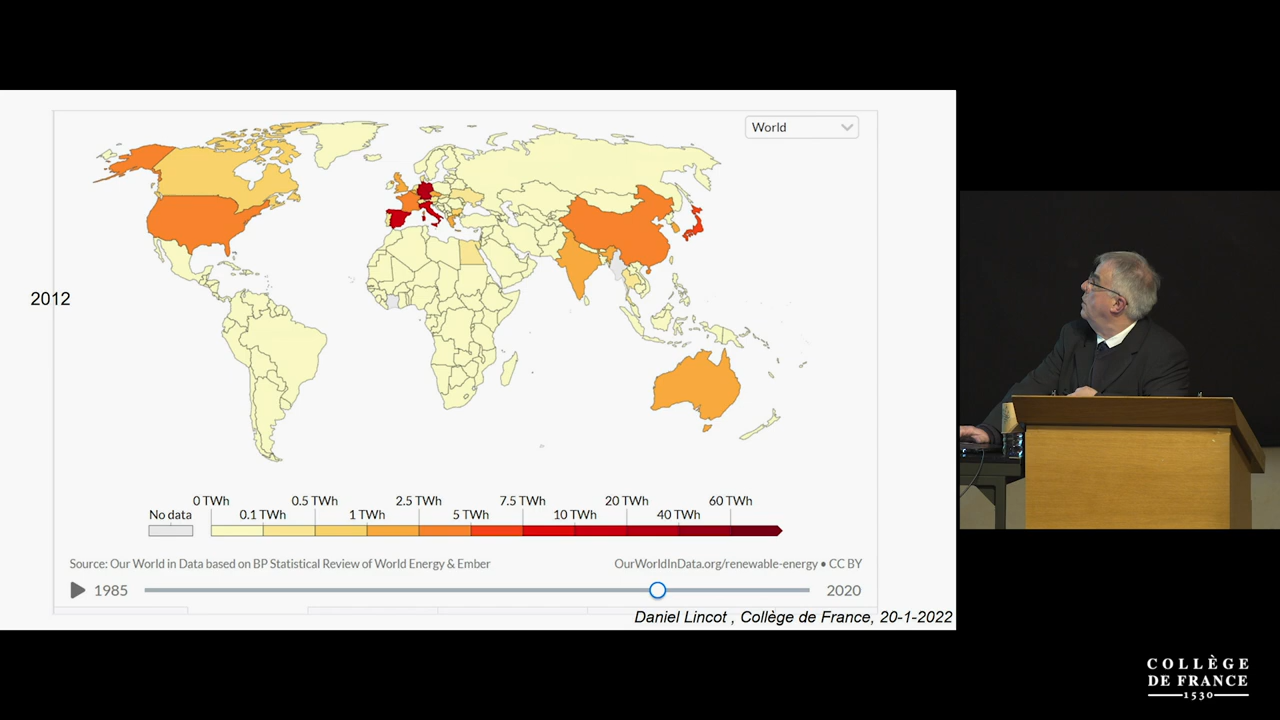 World
2012
0 TWh
0.5 TWh
2.5 TWh
7.5 TWh
20 TWh
60 TWh
No data
0.1 TWh
1 TWh
5 TWh
10 TWh
40 TWh
Source: Our World in Data based on BP Statistical Review of World Energy & Ember
OurWorldInData.org/renewable-energy • CC BY
1985
2020
Daniel Lincot , Collège de France, 20-1-2022
COLLÈGE
DE FRANCE
1530